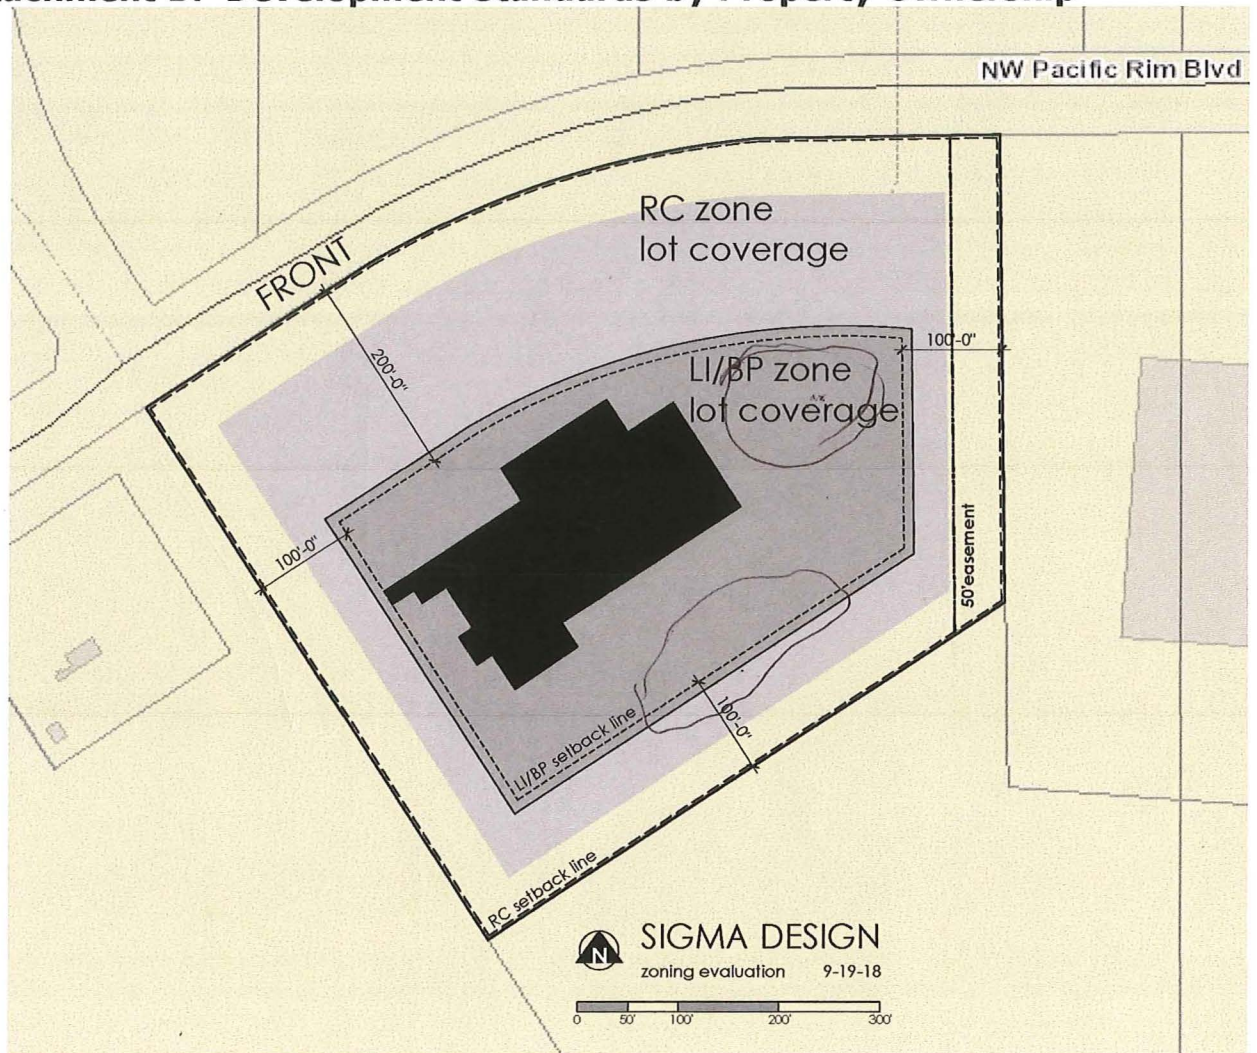 NW Pacific Rim Blvd
RC zone
lot coverage
FRONT
200'-0"
100'-0"
LI/BP zone
lot coverage
100'-0"
50'easement
100'-0"
LI/BP setback line
RC setback line
N
SIGMA DESIGN
zoning evaluation 9-19-18
0 50' 100' 200' 300'